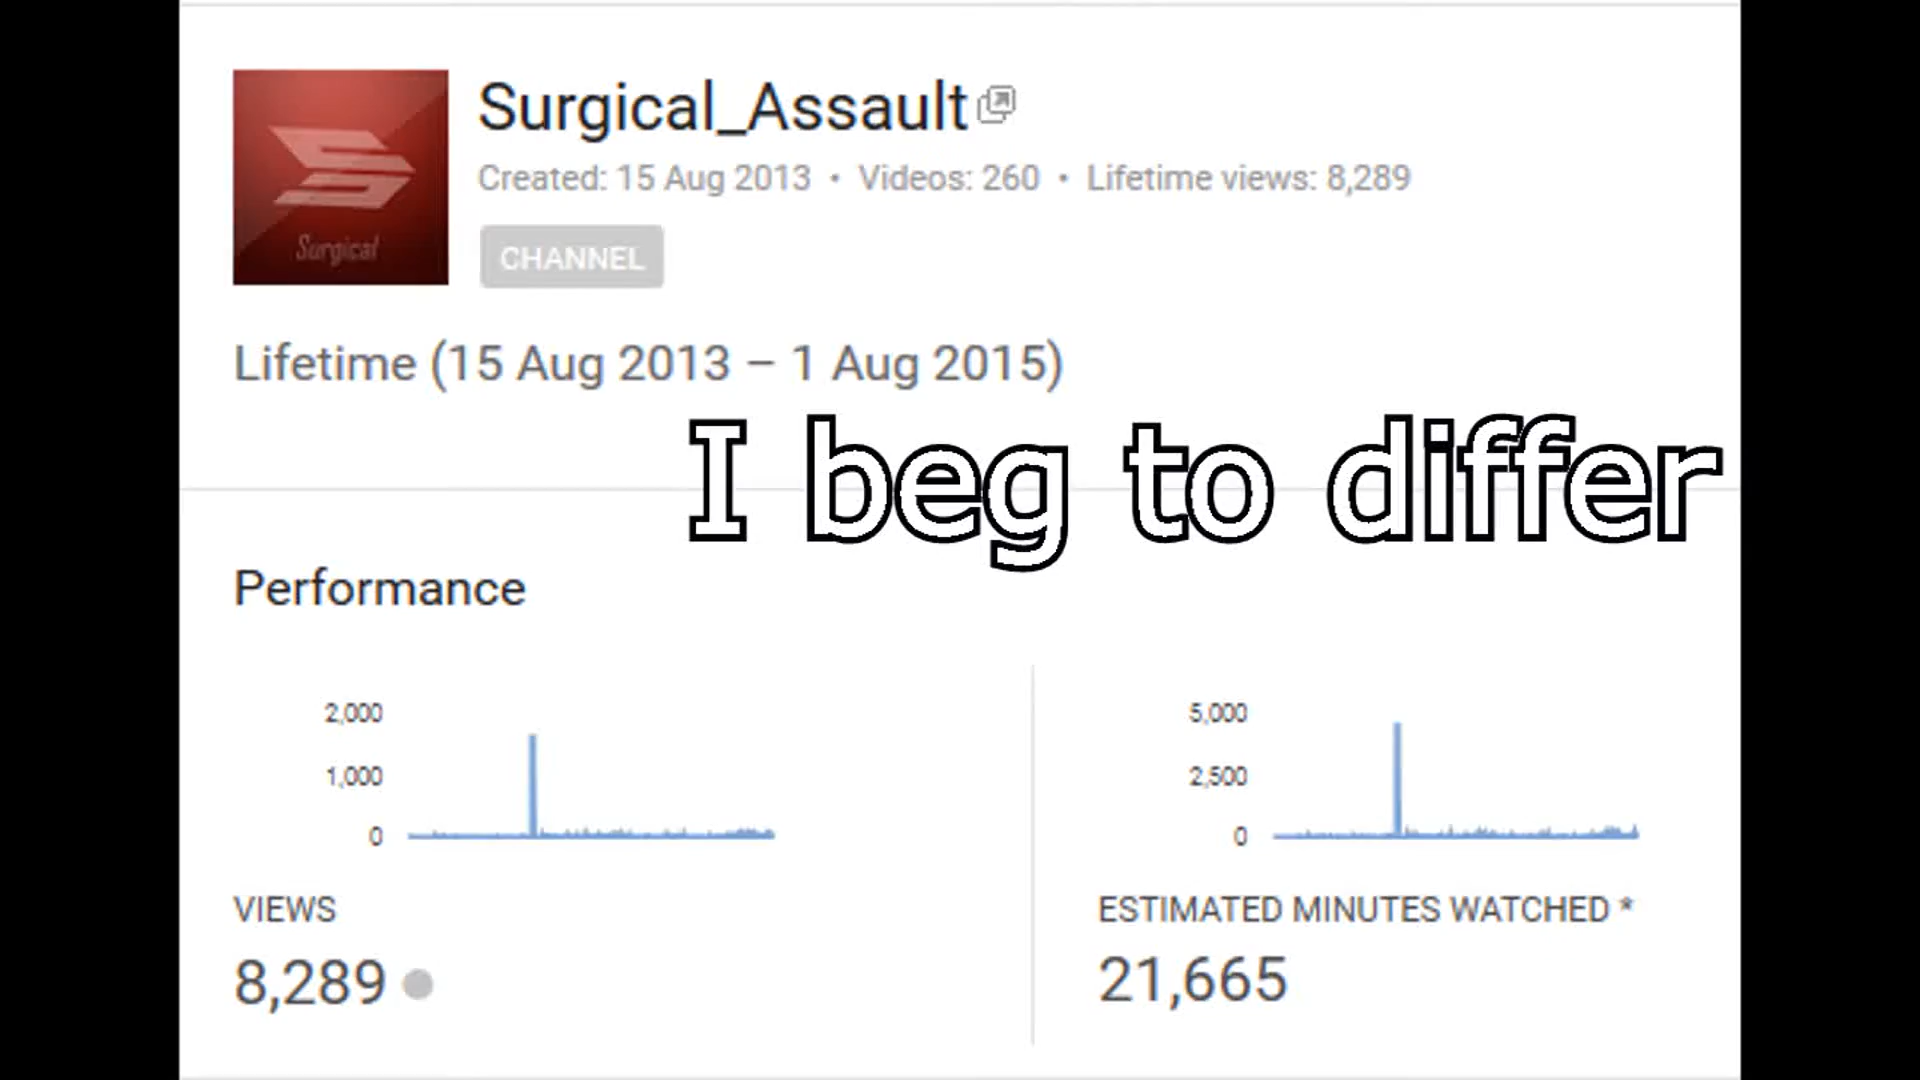 Surgical_Assault
Created: 15 Aug 2013 • Videos: 260 • Lifetime views: 8,289
Surgical
CHANNEL
Lifetime (15 Aug 2013 – 1 Aug 2015)
I beg to differ
Performance
2,000
1,000
0
5,000
2,500
0
VIEWS
ESTIMATED MINUTES WATCHED *
8,289
21,665